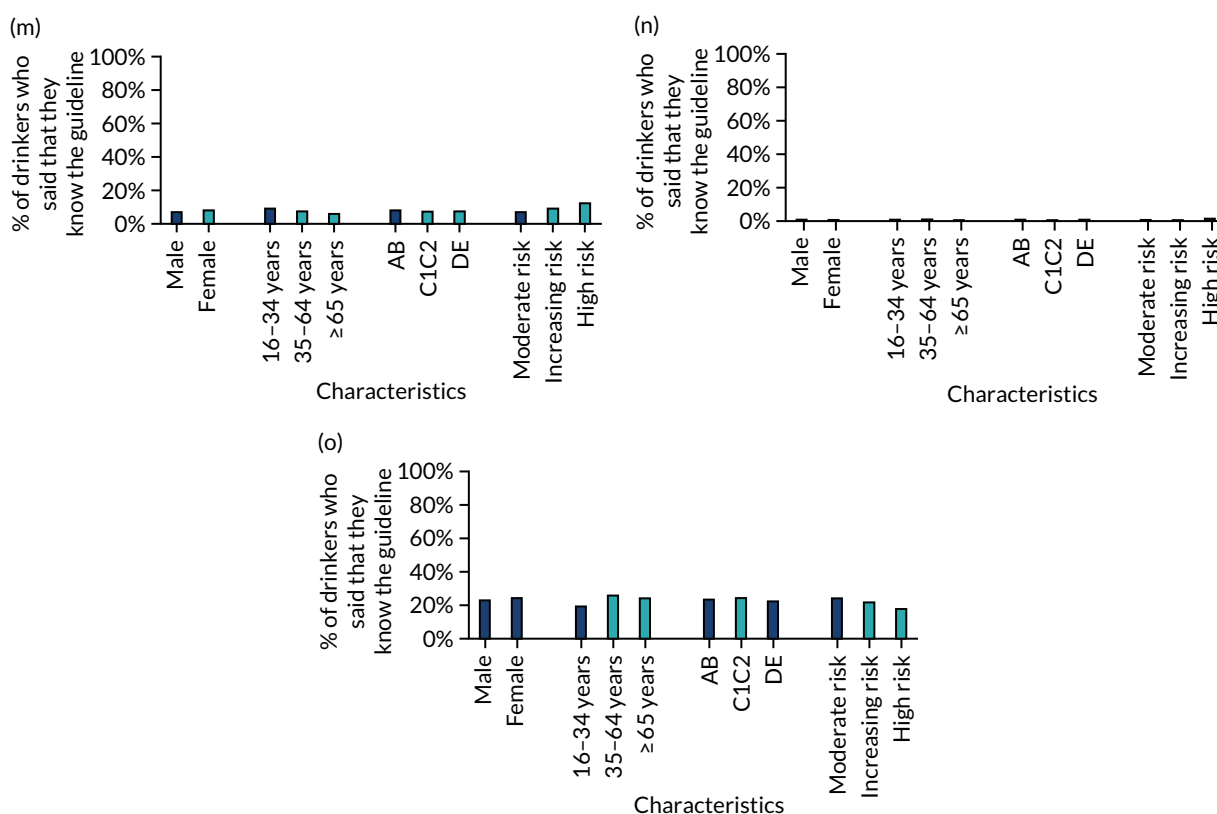 (m)
% of drinkers who
said that they
know the guideline
100%
80%
60%
40%
20%
0%
Male
Female
16–34 years
35–64 years
≥65 years
AB
C1C2
DE
Moderate risk
Increasing risk
High risk
Characteristics
(n)
% of drinkers who
said that they
know the guideline
100%
80%
60%
40%
20%
0%
Male
Female
16–34 years
35–64 years
≥65 years
AB
C1C2
DE
Moderate risk
Increasing risk
High risk
Characteristics
(o)
% of drinkers who
said that they
know the guideline
100%
80%
60%
40%
20%
0%
Male
Female
16–34 years
35–64 years
≥65 years
AB
C1C2
DE
Moderate risk
Increasing risk
High risk
Characteristics